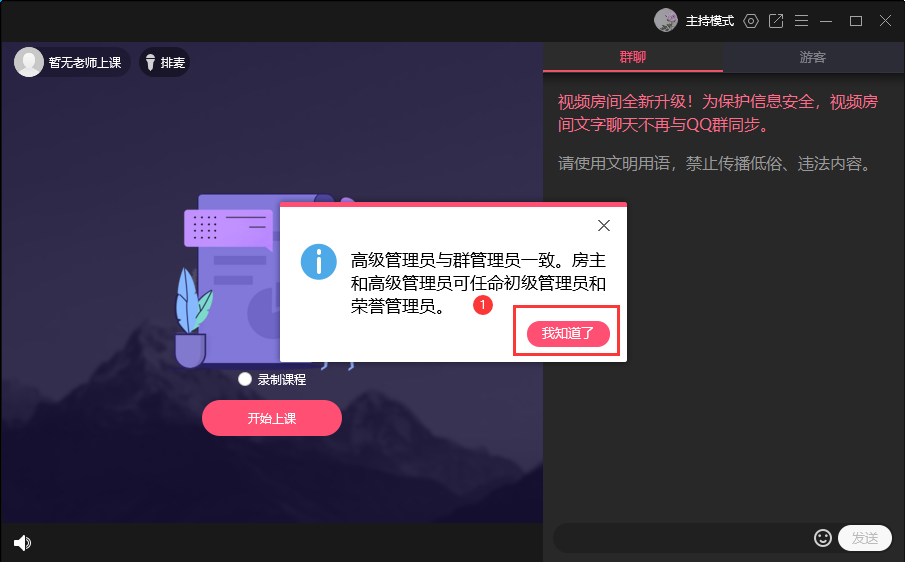 主持模式
暂无老师上课
排麦
群聊
游客
视频房间全新升级！为保护信息安全，视频房
间文字聊天不再与QQ群同步。
请使用文明用语，禁止传播低俗、违法内容。
高级管理员与群管理员一致。房主
和高级管理员可任命初级管理员和
荣誉管理员。
1
我知道了
录制课程
开始上课
发送